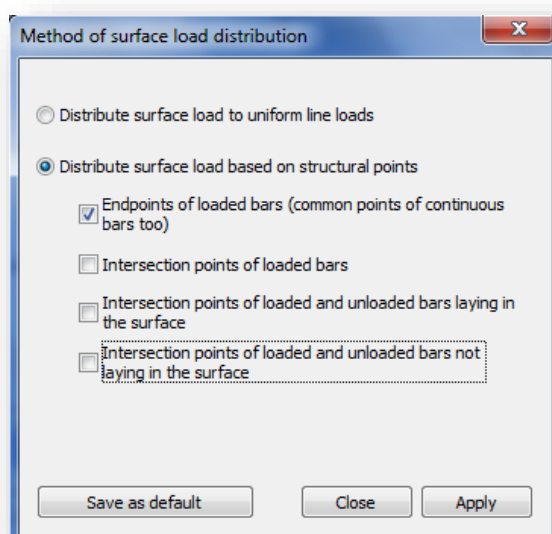 Method of surface load distribution
Distribute surface load to uniform line loads
Distribute surface load based on structural points
Endpoints of loaded bars (common points of continuous
bars too)
Intersection points of loaded bars
Intersection points of loaded and unloaded bars laying in
the surface
Intersection points of loaded and unloaded bars not
laying in the surface
Save as default
Close
Apply